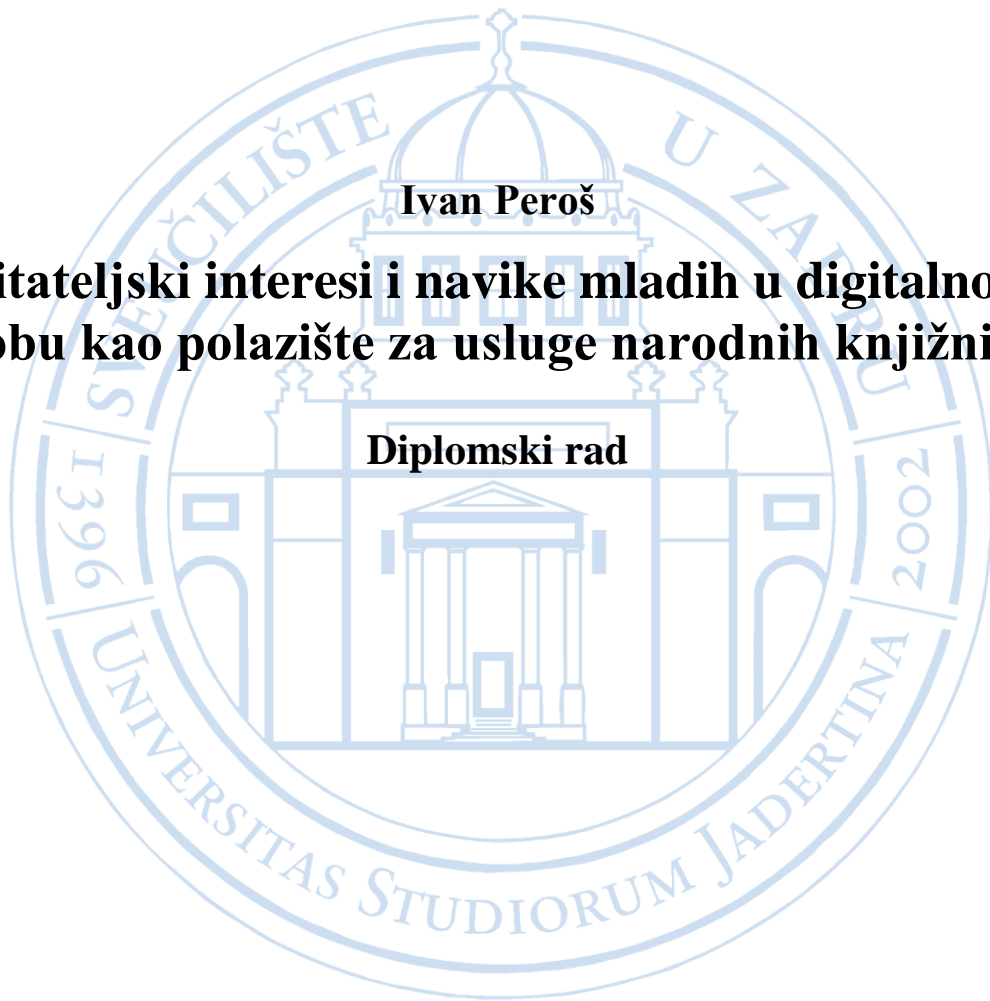 SVEUČILIŠTE U ZADRU
Ivan Peroš
itateljski interesi i navike mladih u digitalno
obu kao polazište za usluge narodnih knjižni
Diplomski rad
1396
2002
UNIVERSITAS STUDIORUM JADERTINA